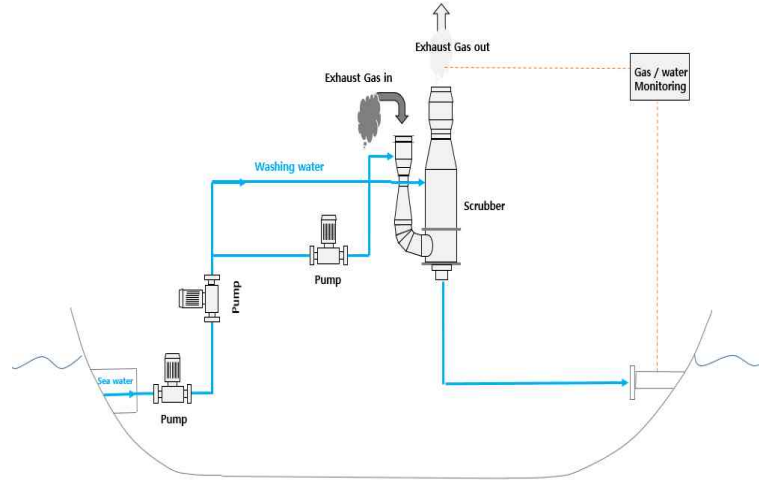 Exhaust Gas out
Exhaust Gas in
Gas / water
Monitoring
Washing water
Scrubber
Pump
Pump
Sea water
Pump